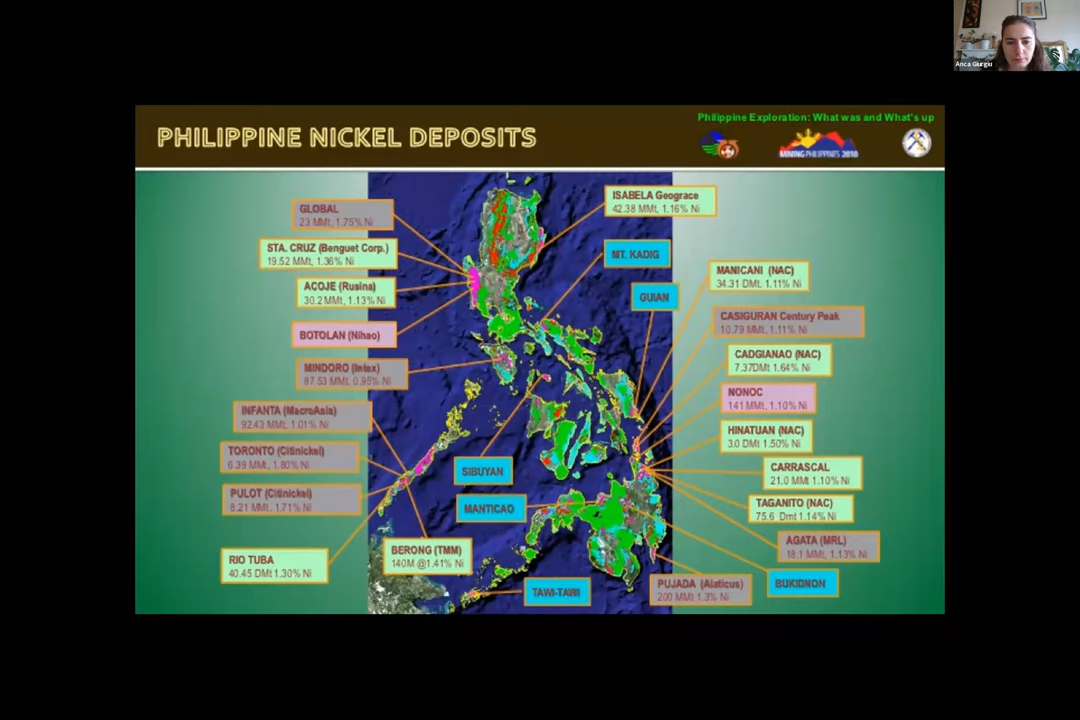 Anca Giurgiu
Philippine Exploration: What was and What's up
PHILIPPINE NICKEL DEPOSITS
MINING PHILIPPINES 2010
GLOBAL
23 MMt, 1.75% Ni
STA. CRUZ (Benguet Corp.)
19.52 MMt, 1.36% Ni
ACOJE (Rusina)
30.2 MMt, 1.13% Ni
BOTOLAN (Nihao)
MINDORO (Intex)
87.53 MMt, 0.95% Ni
INFANTA (MacroAsia)
92.43 MMt, 1.01% Ni
TORONTO (Citinickel)
6.39 MMt, 1.80% Ni
PULOT (Citinickel)
8.21 MMt, 1.71% Ni
RIO TUBA
40.45 DMt 1.30% Ni
BERONG (TMM)
140M @1.41% Ni
SIBUYAN
MANTICAO
TAWI-TAWI
ISABELA Geograce
42.38 MMt, 1.16% Ni
MT. KADIG
GUIAN
MANICANI (NAC)
34.31 DMt, 1.11% Ni
CASIGURAN Century Peak
10.79 MMt, 1.11% Ni
CADGIANAO (NAC)
7.37DMt 1.64% Ni
NONOC
141 MMt, 1.10% Ni
HINATUAN (NAC)
3.0 DMt 1.50% Ni
CARRASCAL
21.0 MMt 1.10% Ni
TAGANITO (NAC)
75.6 Dmt 1.14% Ni
AGATA (MRL)
18.1 MMt, 1.13% Ni
PUJADA (Alaticus)
200 MMt 1.3% Ni
BUKIDNON